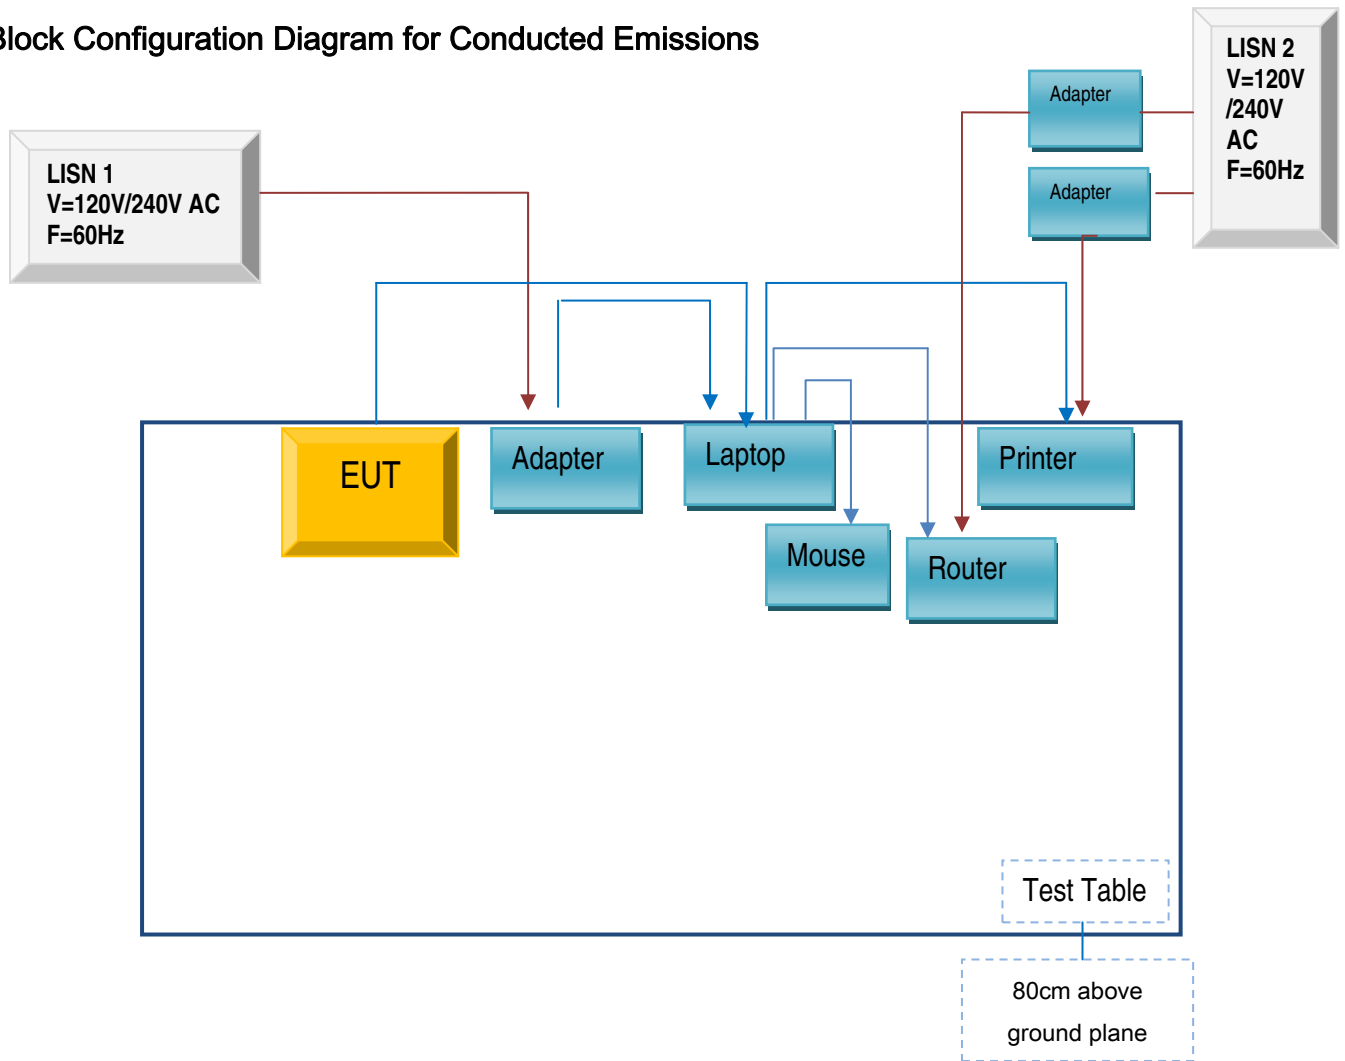 Block Configuration Diagram for Conducted Emissions
LISN 1
V=120V/240V AC
F=60Hz
Adapter
Adapter
LISN 2
V=120V
/240V
AC
F=60Hz
EUT
Adapter
Laptop
Printer
Mouse
Router
Test Table
80cm above
ground plane